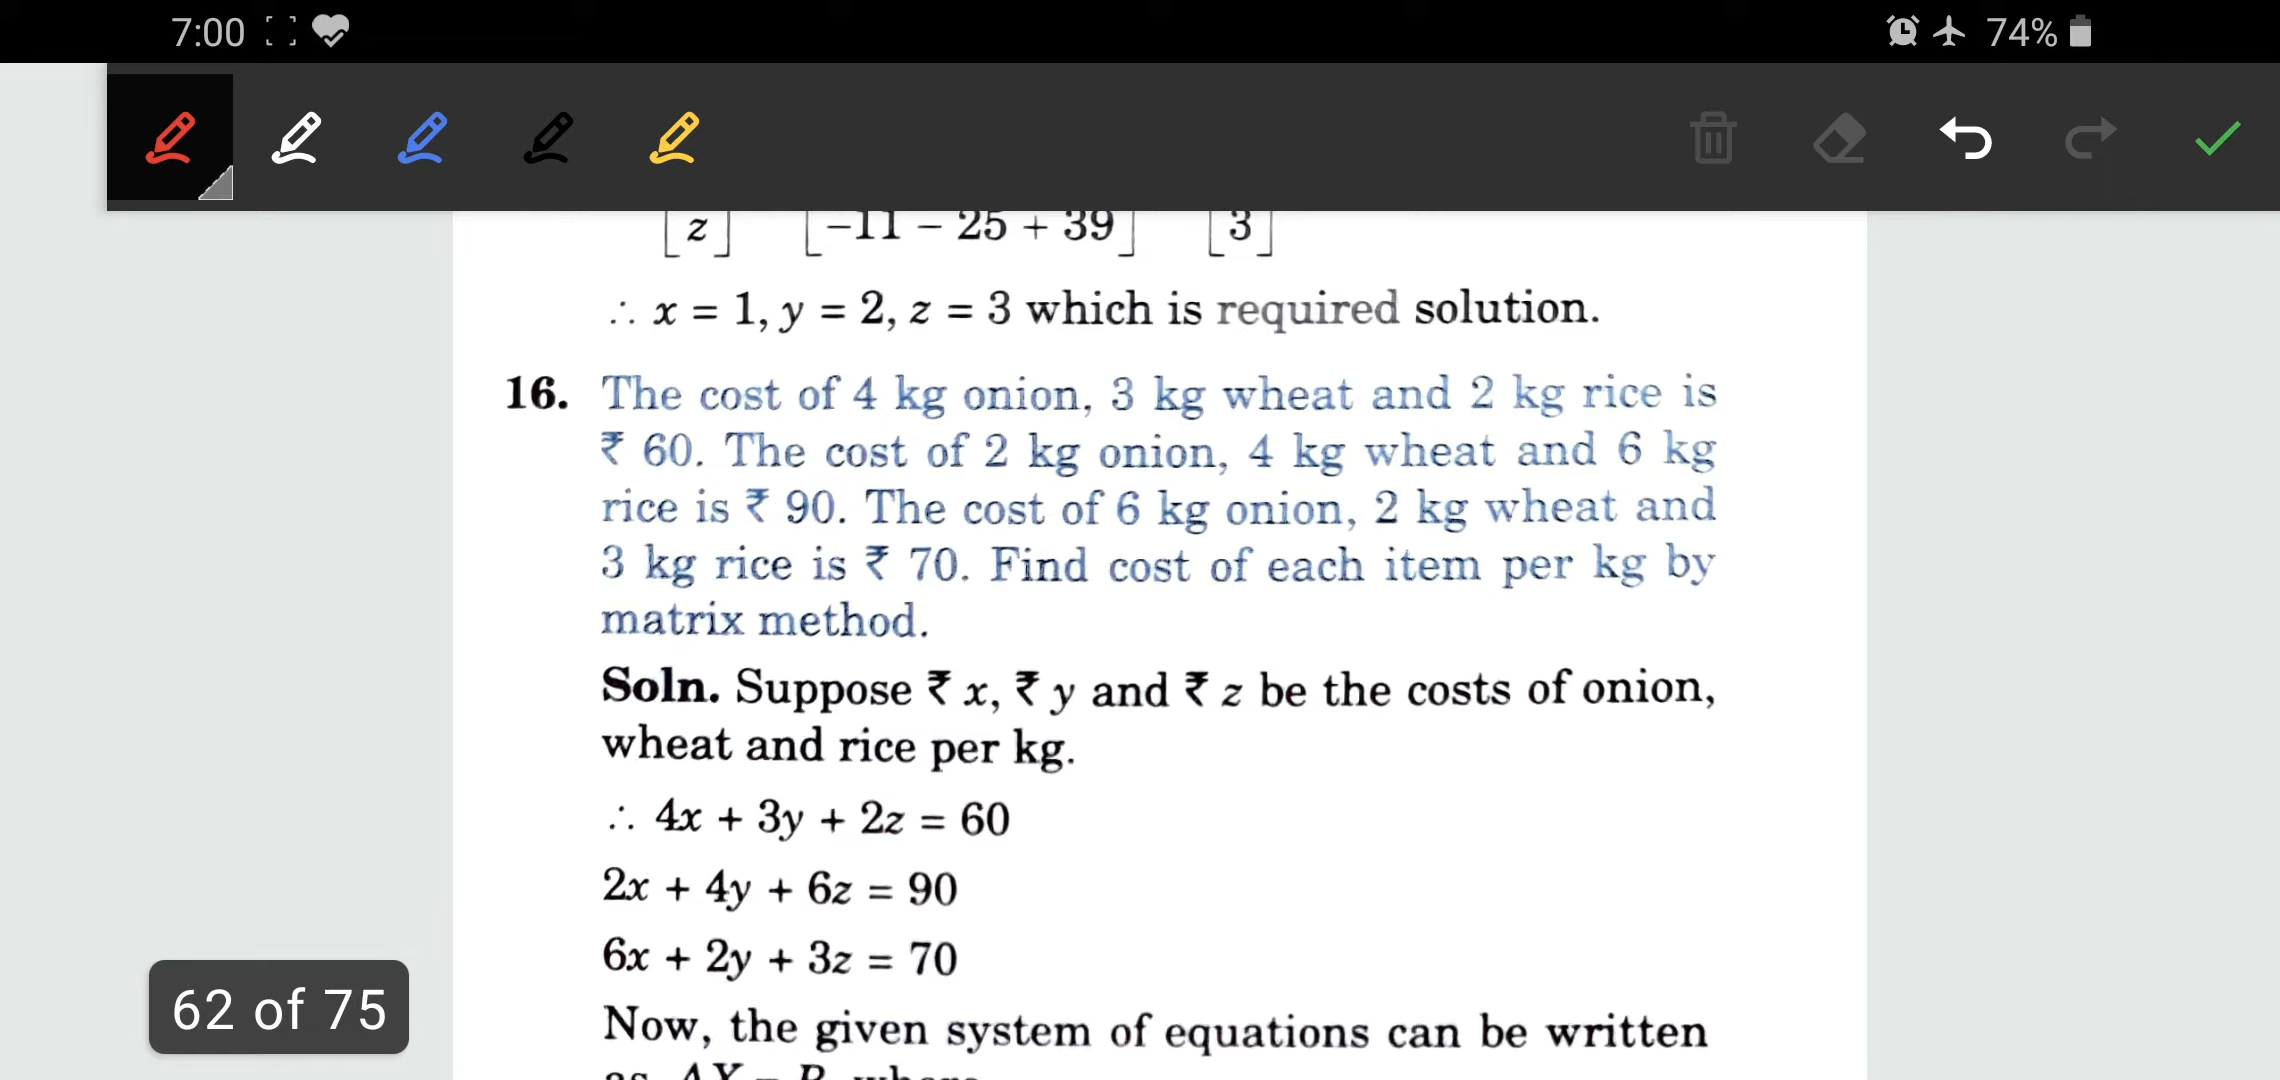 7:00 74%
z −11 − 25 + 39 3
∴ x = 1, y = 2, z = 3 which is required solution.
16. The cost of 4 kg onion, 3 kg wheat and 2 kg rice is
₹ 60. The cost of 2 kg onion, 4 kg wheat and 6 kg
rice is ₹ 90. The cost of 6 kg onion, 2 kg wheat and
3 kg rice is ₹ 70. Find cost of each item per kg by
matrix method.
Soln. Suppose ₹ x, ₹ y and ₹ z be the costs of onion,
wheat and rice per kg.
∴ 4x + 3y + 2z = 60
2x + 4y + 6z = 90
6x + 2y + 3z = 70
62 of 75
Now, the given system of equations can be written